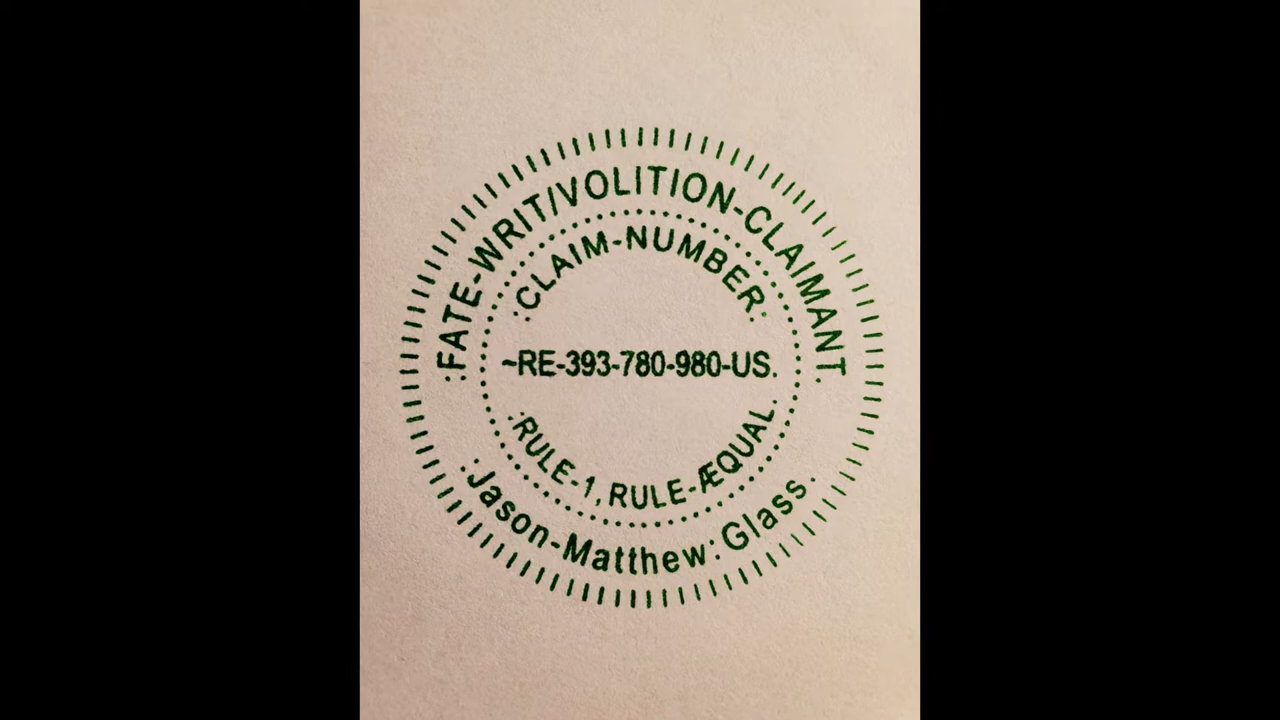 :FATE-WRIT/VOLITION-CLAIMANT.
:CLAIM-NUMBER:
~RE-393-780-980-US.
:RULE-1, RULE-ÆQUAL.
:Jason-Matthew: Glass.